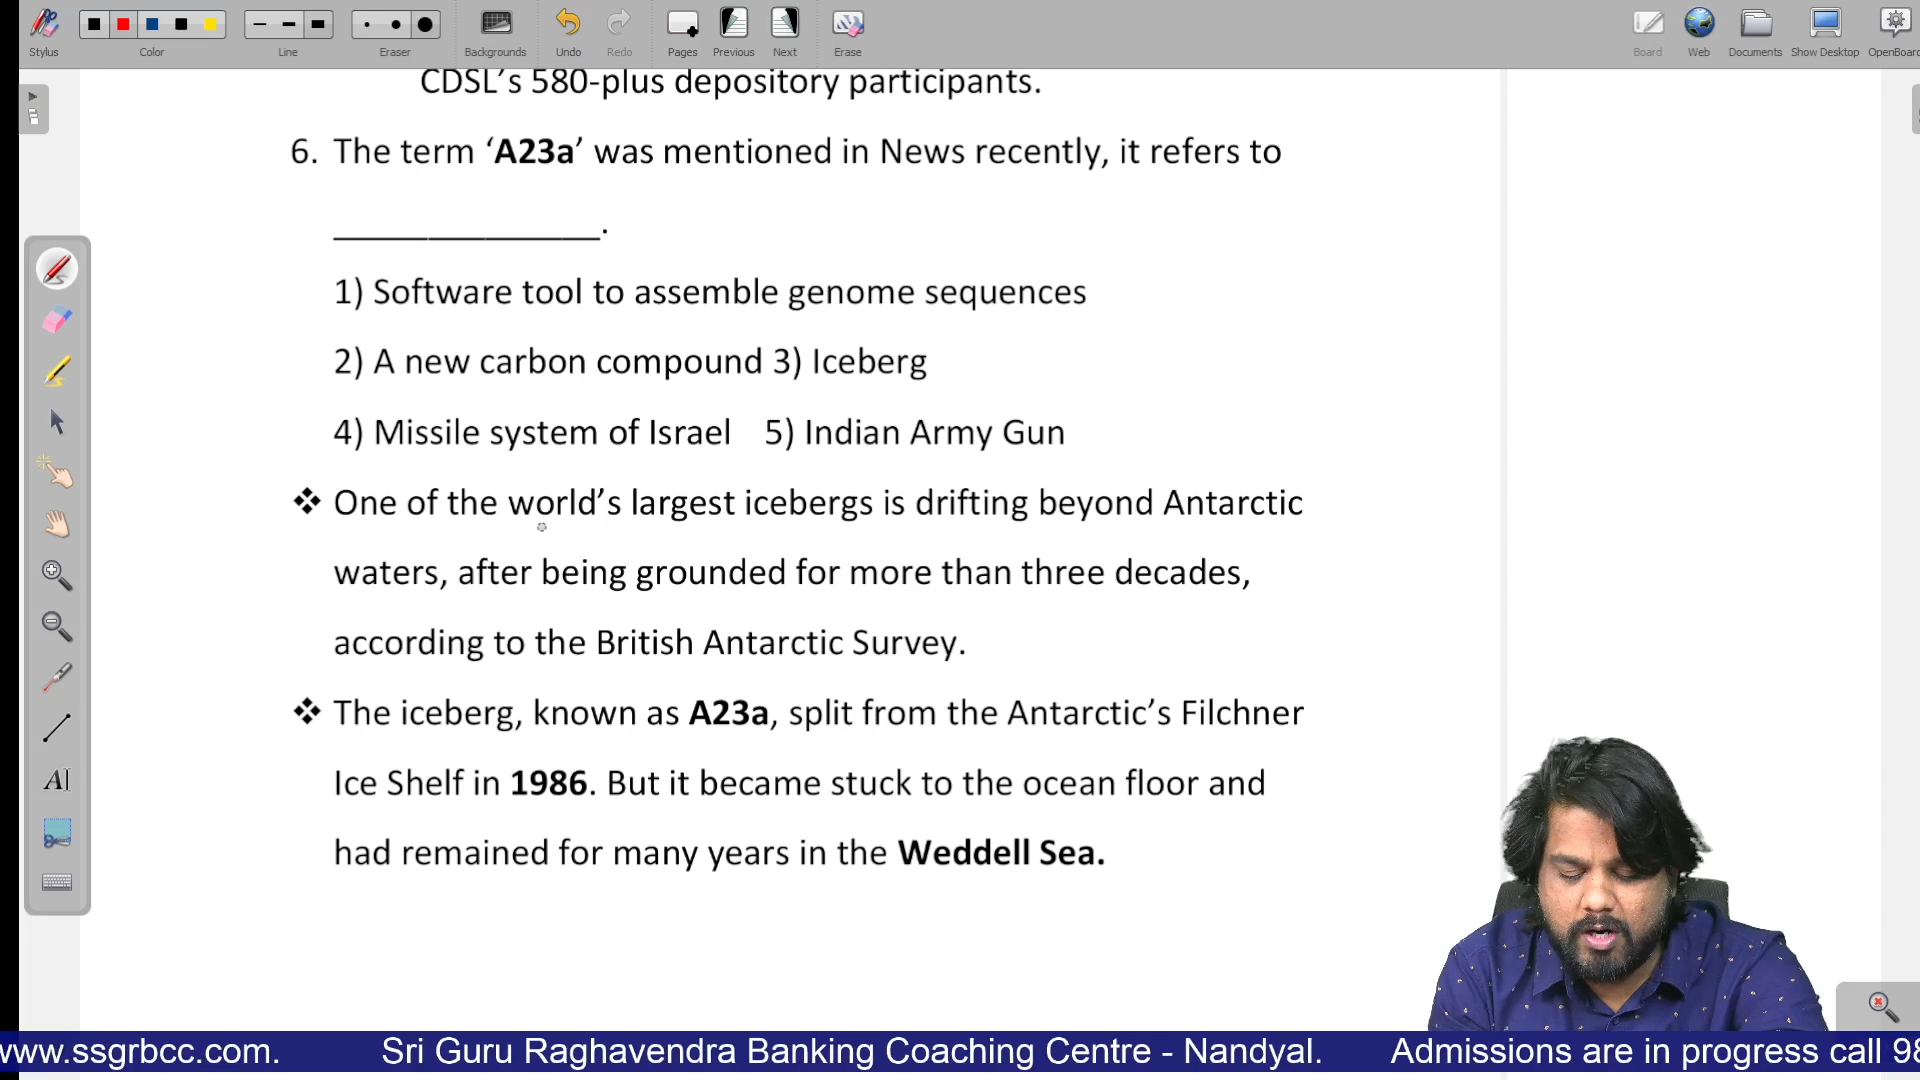 Stylus
Color
Line
Eraser
Backgrounds
Undo
Redo
Pages
Previous
Next
Erase
Board
Web
Documents
Show Desktop
OpenBoard
CDSL's 580-plus depository participants.
6. The term ‘A23a’ was mentioned in News recently, it refers to
_________________.
1) Software tool to assemble genome sequences
2) A new carbon compound 3) Iceberg
4) Missile system of Israel 5) Indian Army Gun
❖ One of the world’s largest icebergs is drifting beyond Antarctic
waters, after being grounded for more than three decades,
according to the British Antarctic Survey.
❖ The iceberg, known as A23a, split from the Antarctic’s Filchner
Ice Shelf in 1986. But it became stuck to the ocean floor and
had remained for many years in the Weddell Sea.
www.ssgrbcc.com. Sri Guru Raghavendra Banking Coaching Centre - Nandyal. Admissions are in progress call 98